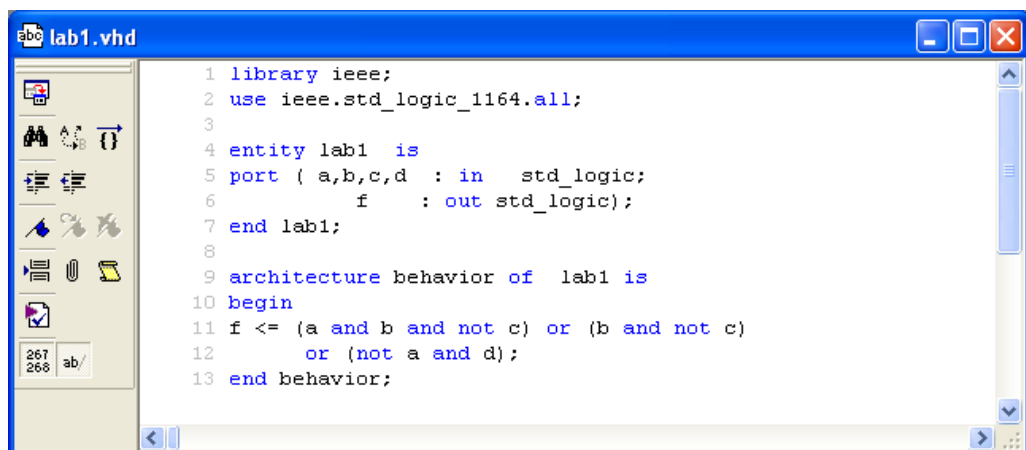 lab1.vhd
1 library ieee;
2 use ieee.std_logic_1164.all;
3
4 entity lab1  is
5 port ( a,b,c,d  : in   std_logic;
6           f    : out std_logic);
7 end lab1;
8
9 architecture behavior of  lab1 is
10 begin
11 f <= (a and b and not c) or (b and not c)
12       or (not a and d);
13 end behavior;
267
268
ab/